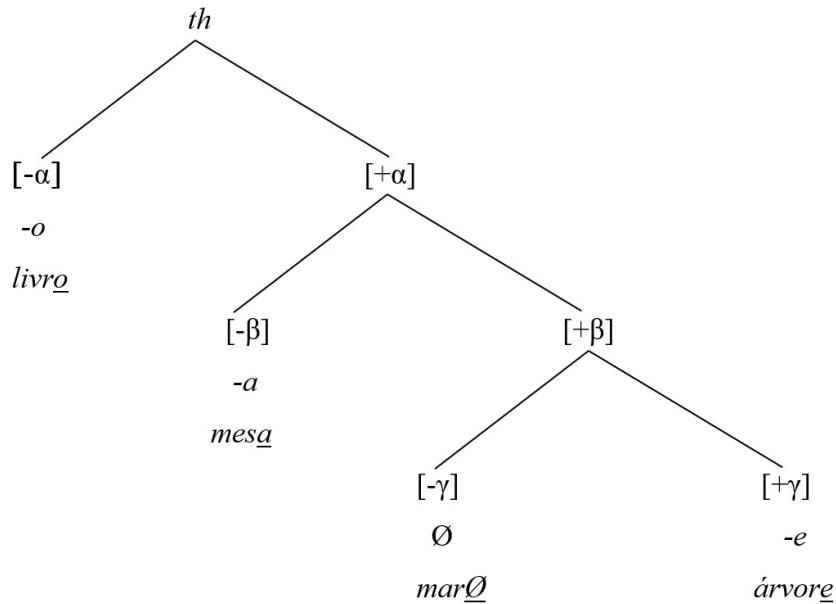 th
[-α] [+α]
-o
livro
[-β] [+β]
-a
mesa
[-γ] [+γ]
Ø -e
marØ árvore